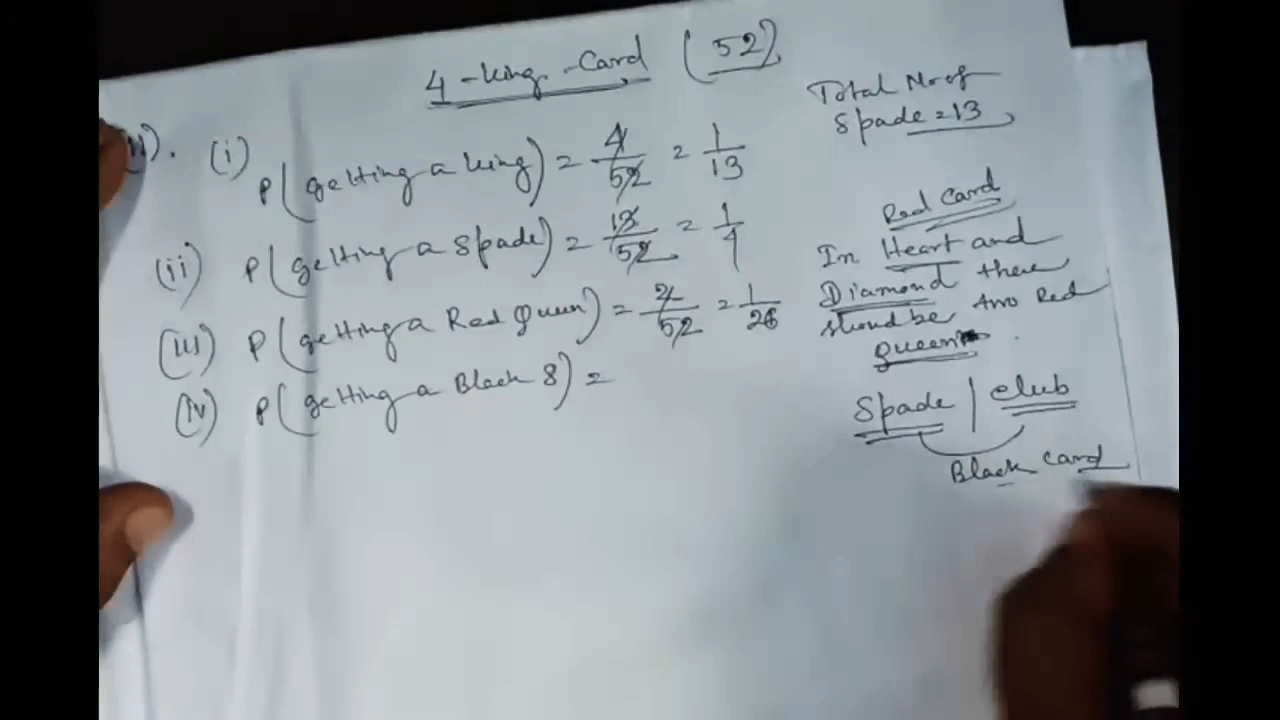 4-king-Card (52)
(i) P(getting a king) = 4/52 = 1/13
(ii) P(getting a Spade) = 13/52 = 1/4
(iii) P(getting a Red Queen) = 2/52 = 1/26
(iv) P(getting a Black 8) =
Total No of
Spade = 13
Red Card
In Heart and
Diamond there
should be two Red
queen
Spade | club
Black card